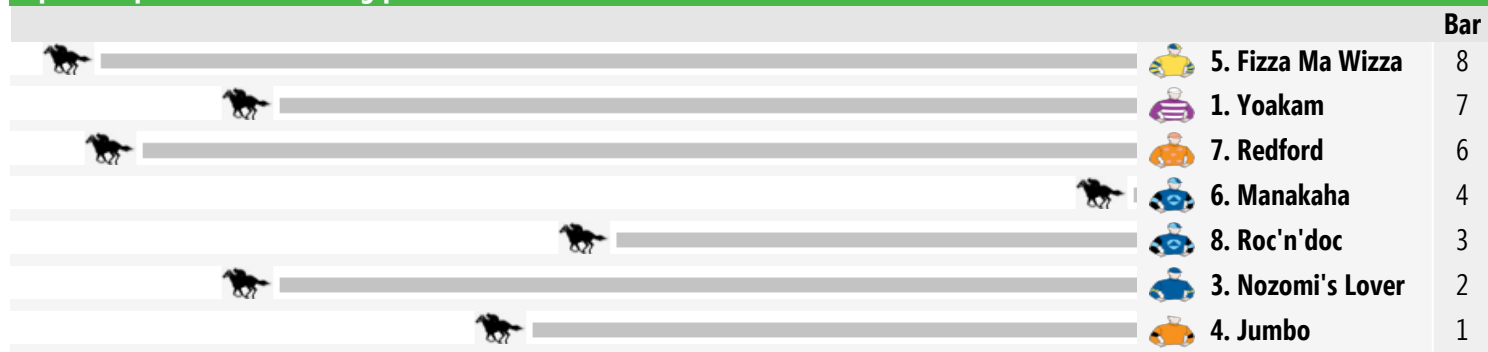 Bar
5. Fizza Ma Wizza 8
1. Yoakam 7
7. Redford 6
6. Manakaha 4
8. Roc'n'doc 3
3. Nozomi's Lover 2
4. Jumbo 1